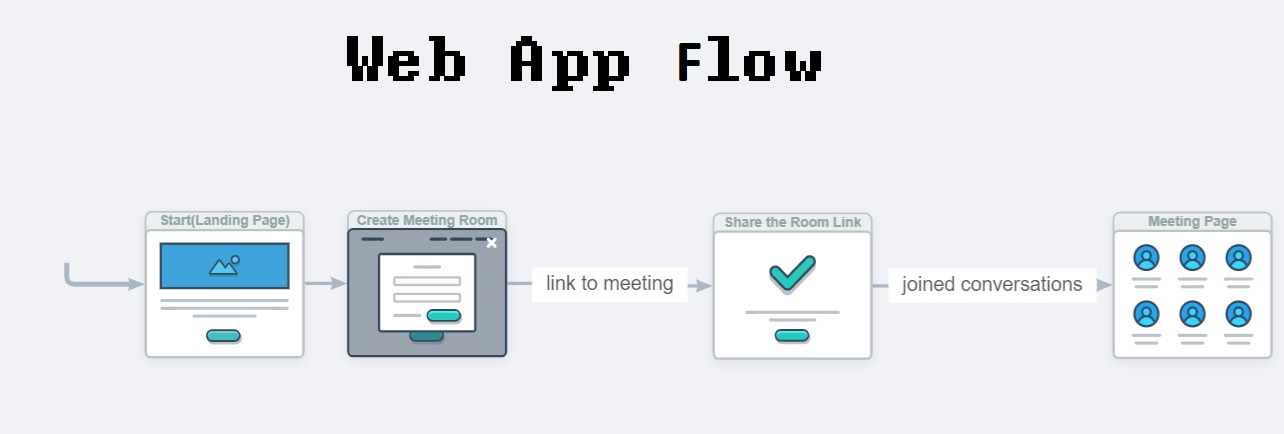 Web App Flow
Start(Landing Page)
Create Meeting Room
link to meeting
Share the Room Link
joined conversations
Meeting Page